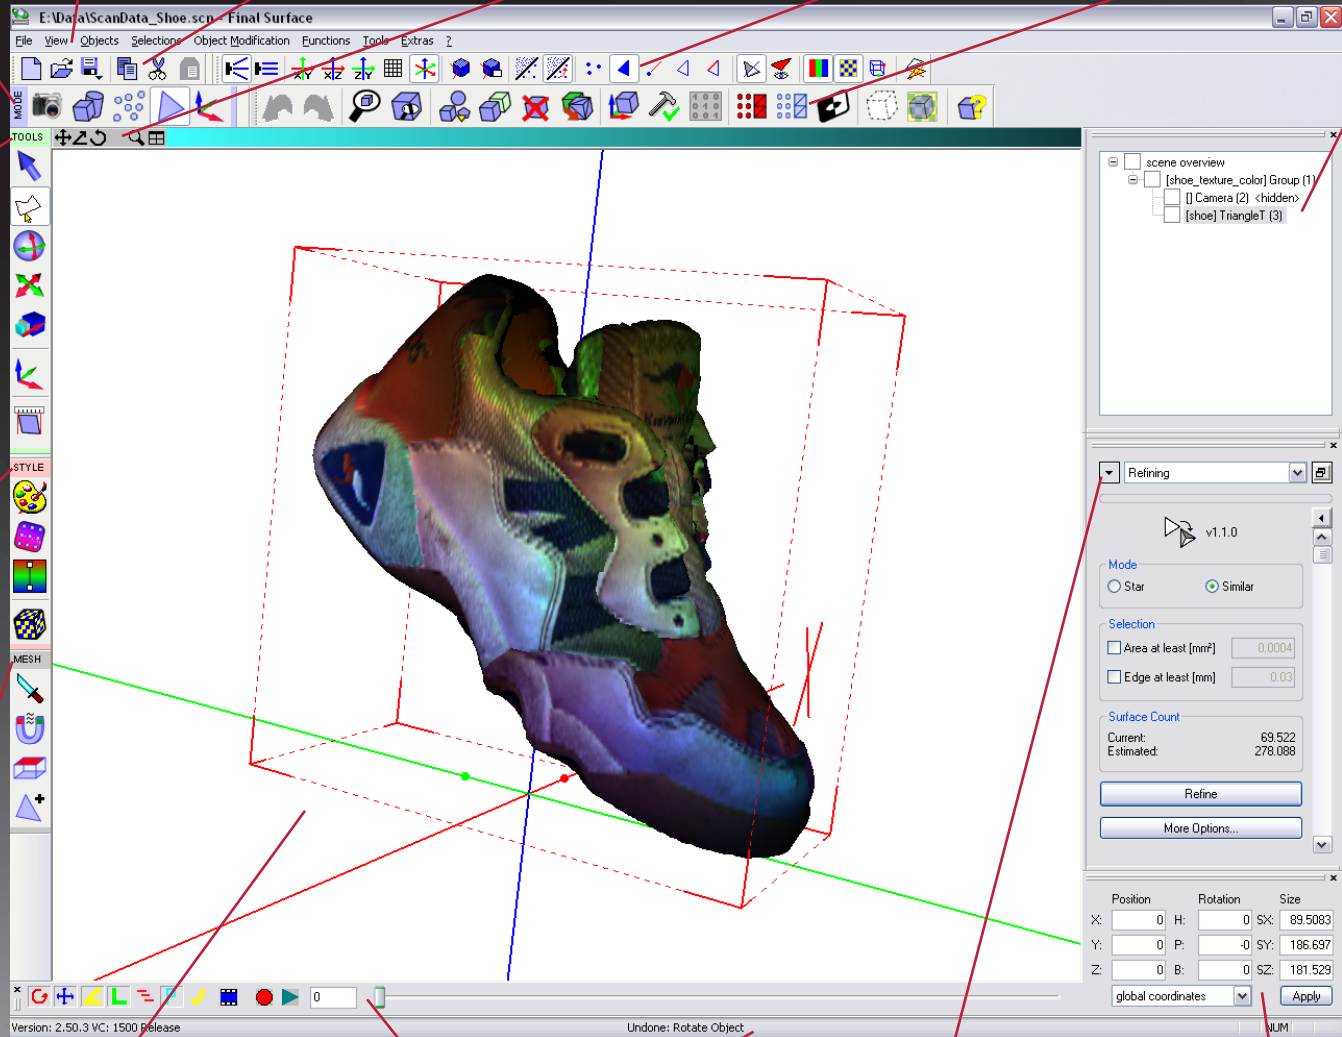 E:\Data\ScanData_Shoe.scn - Final Surface
File View Objects Selections Object Modification Functions Tools Extras ?
MODE
TOOLS
scene overview
[shoe_texture_color] Group (1)
[] Camera (2) <hidden>
[shoe] TriangleT (3)
STYLE
Refining
v1.1.0
Mode
Star Similar
Selection
Area at least [mm²] 0.0004
Edge at least [mm] 0.03
MESH
Surface Count
Current: 69.522
Estimated: 278.088
Refine
More Options...
Position Rotation Size
X: 0 H: 0 SX: 89.5083
Y: 0 P: -0 SY: 186.697
Z: 0 B: 0 SZ: 181.529
global coordinates Apply
0
Version: 2.50.3 VC: 1500 Release
Undone: Rotate Object
NUM